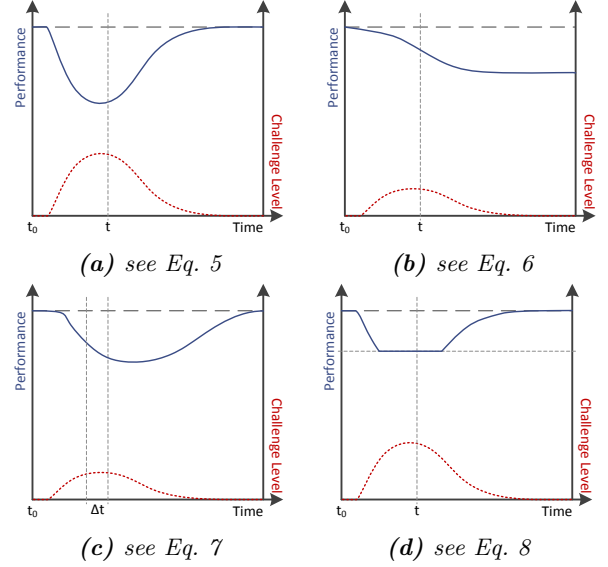 Performance
Challenge Level
t₀
t
Time
(a) see Eq. 5
Performance
Challenge Level
t₀
t
Time
(b) see Eq. 6
Performance
Challenge Level
t₀
Δt
Time
(c) see Eq. 7
Performance
Challenge Level
t₀
t
Time
(d) see Eq. 8